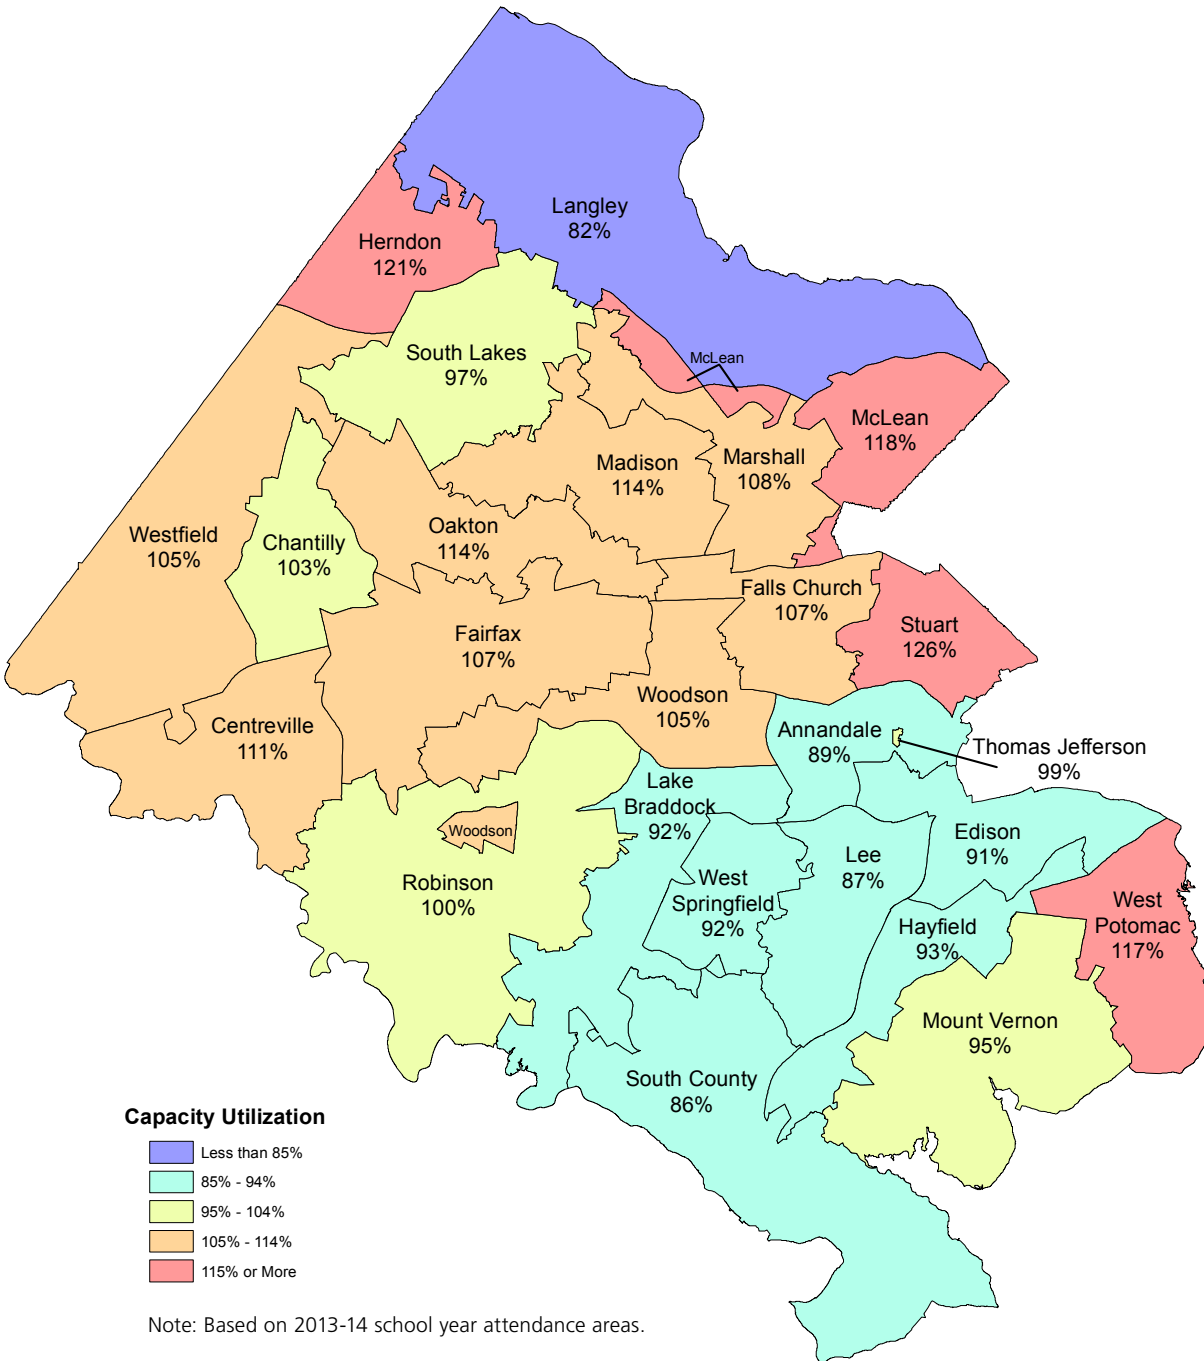 Langley
82%
Herndon
121%
South Lakes
97%
McLean
McLean
118%
Madison
114%
Marshall
108%
Westfield
105%
Chantilly
103%
Oakton
114%
Falls Church
107%
Fairfax
107%
Stuart
126%
Woodson
105%
Centreville
111%
Annandale
89%
Thomas Jefferson
99%
Lake
Braddock
92%
Woodson
Edison
91%
Lee
87%
Robinson
100%
West
Springfield
92%
West
Potomac
117%
Hayfield
93%
Mount Vernon
95%
South County
86%
Capacity Utilization
Less than 85%
85% - 94%
95% - 104%
105% - 114%
115% or More
Note: Based on 2013-14 school year attendance areas.